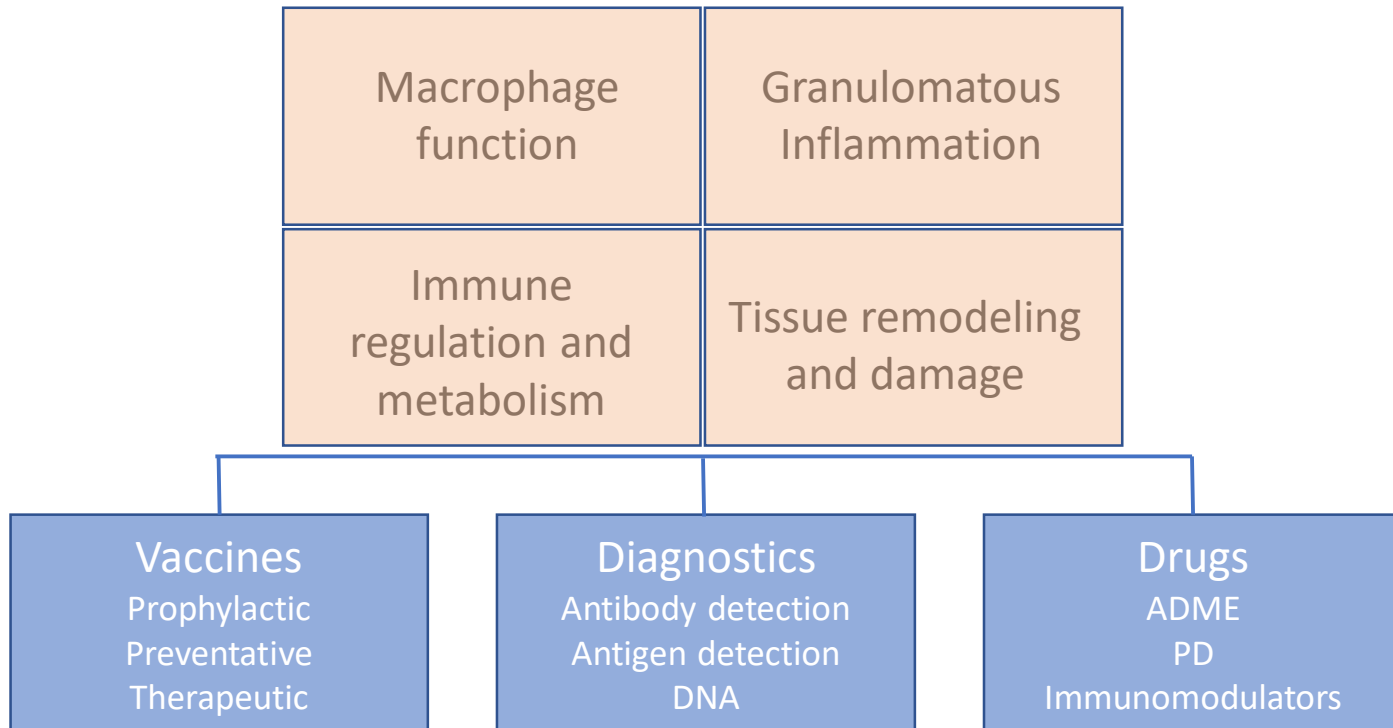 Macrophage
function
Granulomatous
Inflammation
Immune
regulation and
metabolism
Tissue remodeling
and damage
Vaccines
Prophylactic
Preventative
Therapeutic
Diagnostics
Antibody detection
Antigen detection
DNA
Drugs
ADME
PD
Immunomodulators